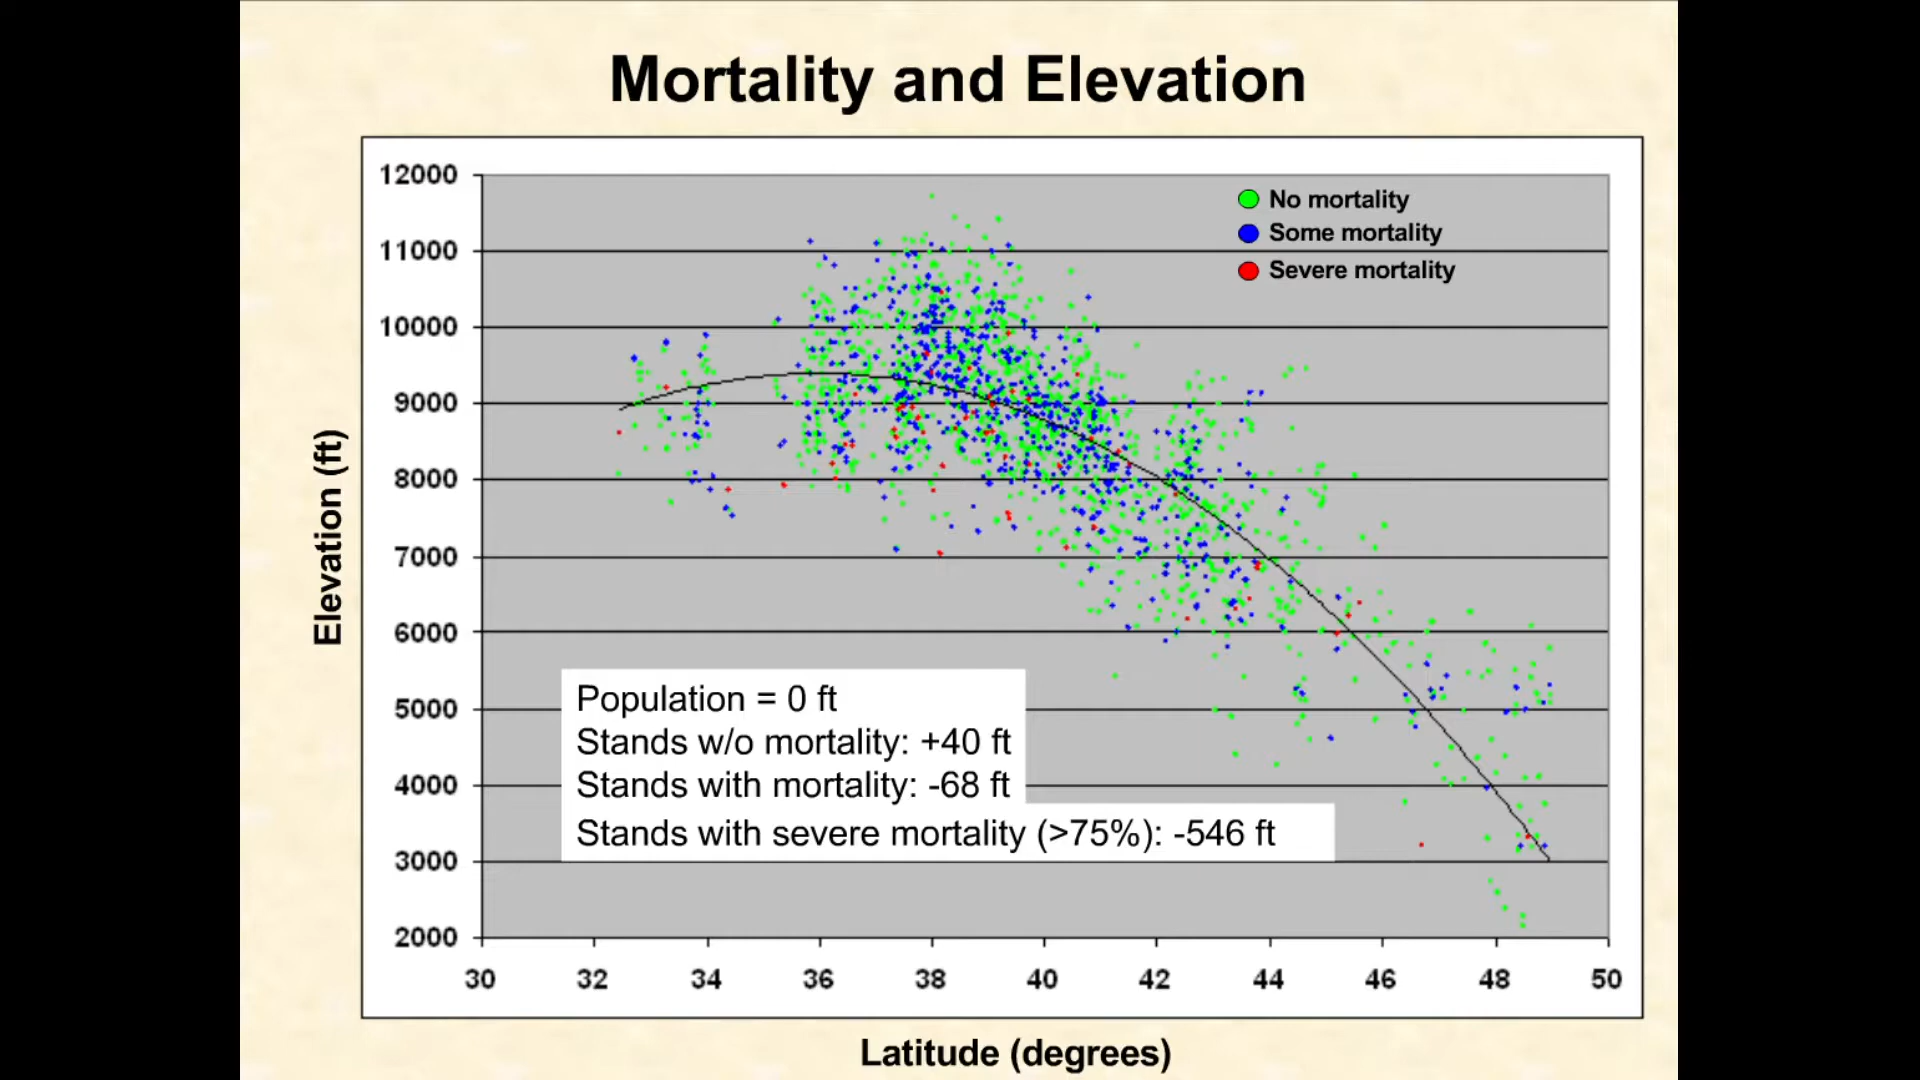 Mortality and Elevation
12000
11000
10000
9000
8000
7000
6000
5000
4000
3000
2000
Elevation (ft)
No mortality
Some mortality
Severe mortality
Population = 0 ft
Stands w/o mortality: +40 ft
Stands with mortality: -68 ft
Stands with severe mortality (>75%): -546 ft
30 32 34 36 38 40 42 44 46 48 50
Latitude (degrees)